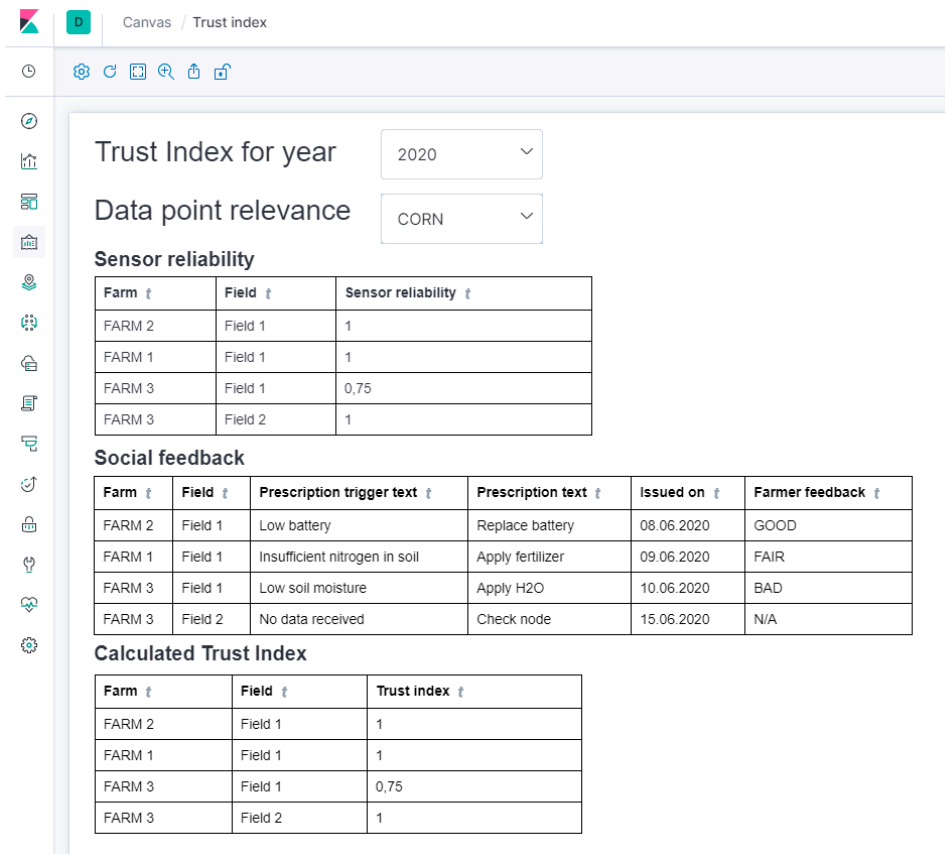 D Canvas / Trust index
Trust Index for year 2020
Data point relevance CORN
Sensor reliability
Farm t Field t Sensor reliability t
FARM 2 Field 1 1
FARM 1 Field 1 1
FARM 3 Field 1 0,75
FARM 3 Field 2 1
Social feedback
Farm t Field t Prescription trigger text t Prescription text t Issued on t Farmer feedback t
FARM 2 Field 1 Low battery Replace battery 08.06.2020 GOOD
FARM 1 Field 1 Insufficient nitrogen in soil Apply fertilizer 09.06.2020 FAIR
FARM 3 Field 1 Low soil moisture Apply H2O 10.06.2020 BAD
FARM 3 Field 2 No data received Check node 15.06.2020 N/A
Calculated Trust Index
Farm t Field t Trust index t
FARM 2 Field 1 1
FARM 1 Field 1 1
FARM 3 Field 1 0,75
FARM 3 Field 2 1